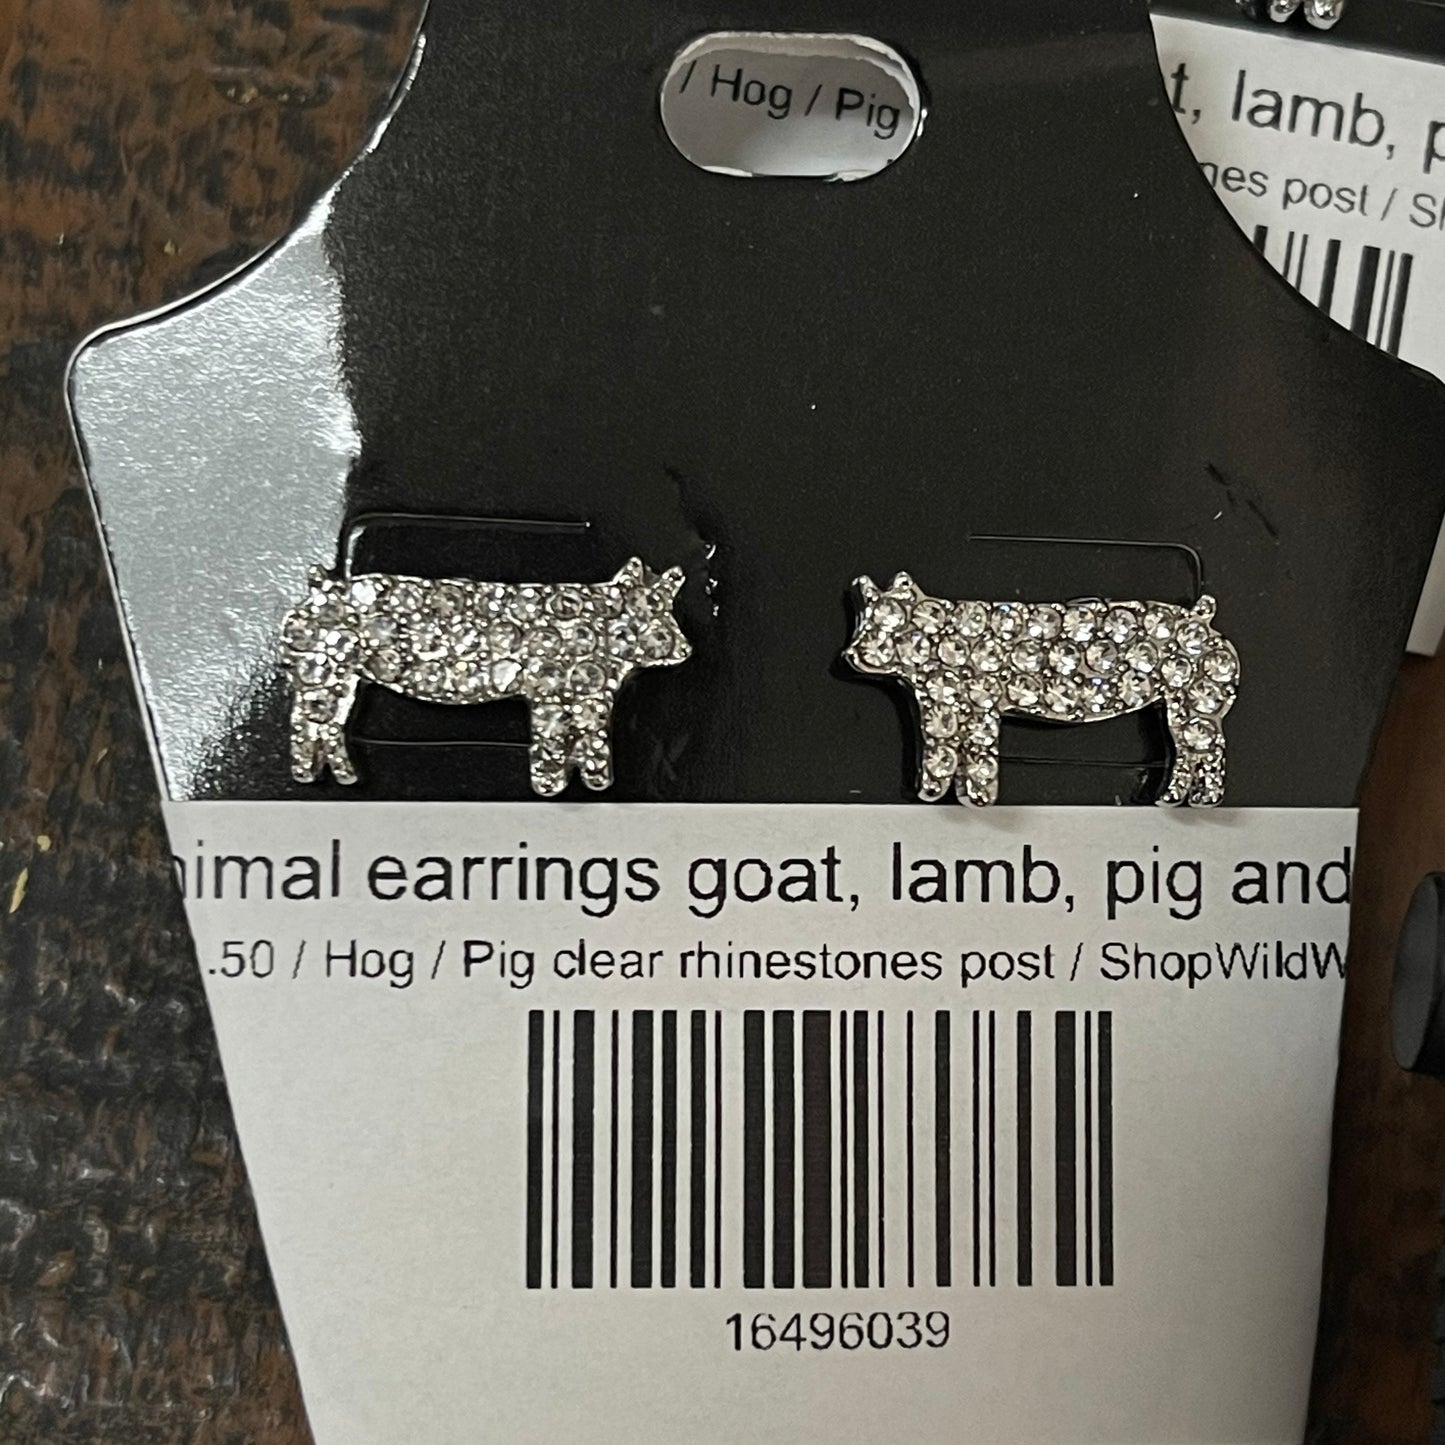 / Hog / Pig
t, lamb, p
nes post / Sh
nimal earrings goat, lamb, pig and
.50 / Hog / Pig clear rhinestones post / ShopWildW
16496039